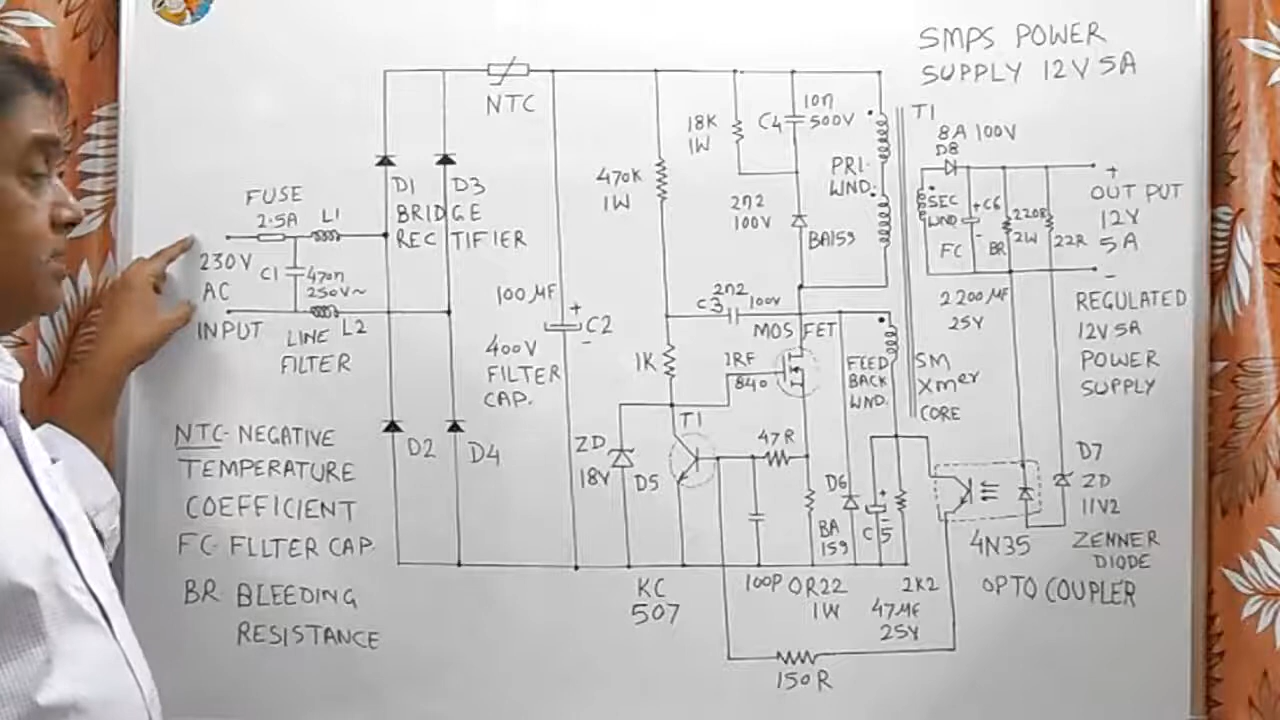 SMPS POWER
SUPPLY 12V 5A
NTC
18K
1W
C4
10n
500V
T1
8A 100V
D8
PRI-
WND.
470K
1W
D1 D3
BRIDGE
RECTIFIER
FUSE
2.5A
L1
2n2
100V
BA159
SEC
WND
+C6
-
FC
220R
2W
BR
22R
+
OUT PUT
12V
5A
-
230V
AC
INPUT
C1
470n
250V~
LINE
FILTER
L2
100MF
400V
FILTER
CAP.
+
-
C2
C3
2n2
100V
MOSFET
2200MF
25V
REGULATED
12V 5A
POWER
SUPPLY
1K
IRF
840
FEED
BACK
WND.
SM
Xmer
CORE
T1
D2
D4
ZD
18V
D5
47R
D6
BA
159
+
-
C5
D7
ZD
11V2
ZENNER
DIODE
4N35
OPTO COUPLER
KC
507
100P
0R22
1W
2K2
47MF
25V
150R
NTC-NEGATIVE
TEMPERATURE
COEFFICIENT
FC-FILTER CAP.
BR BLEEDING
RESISTANCE